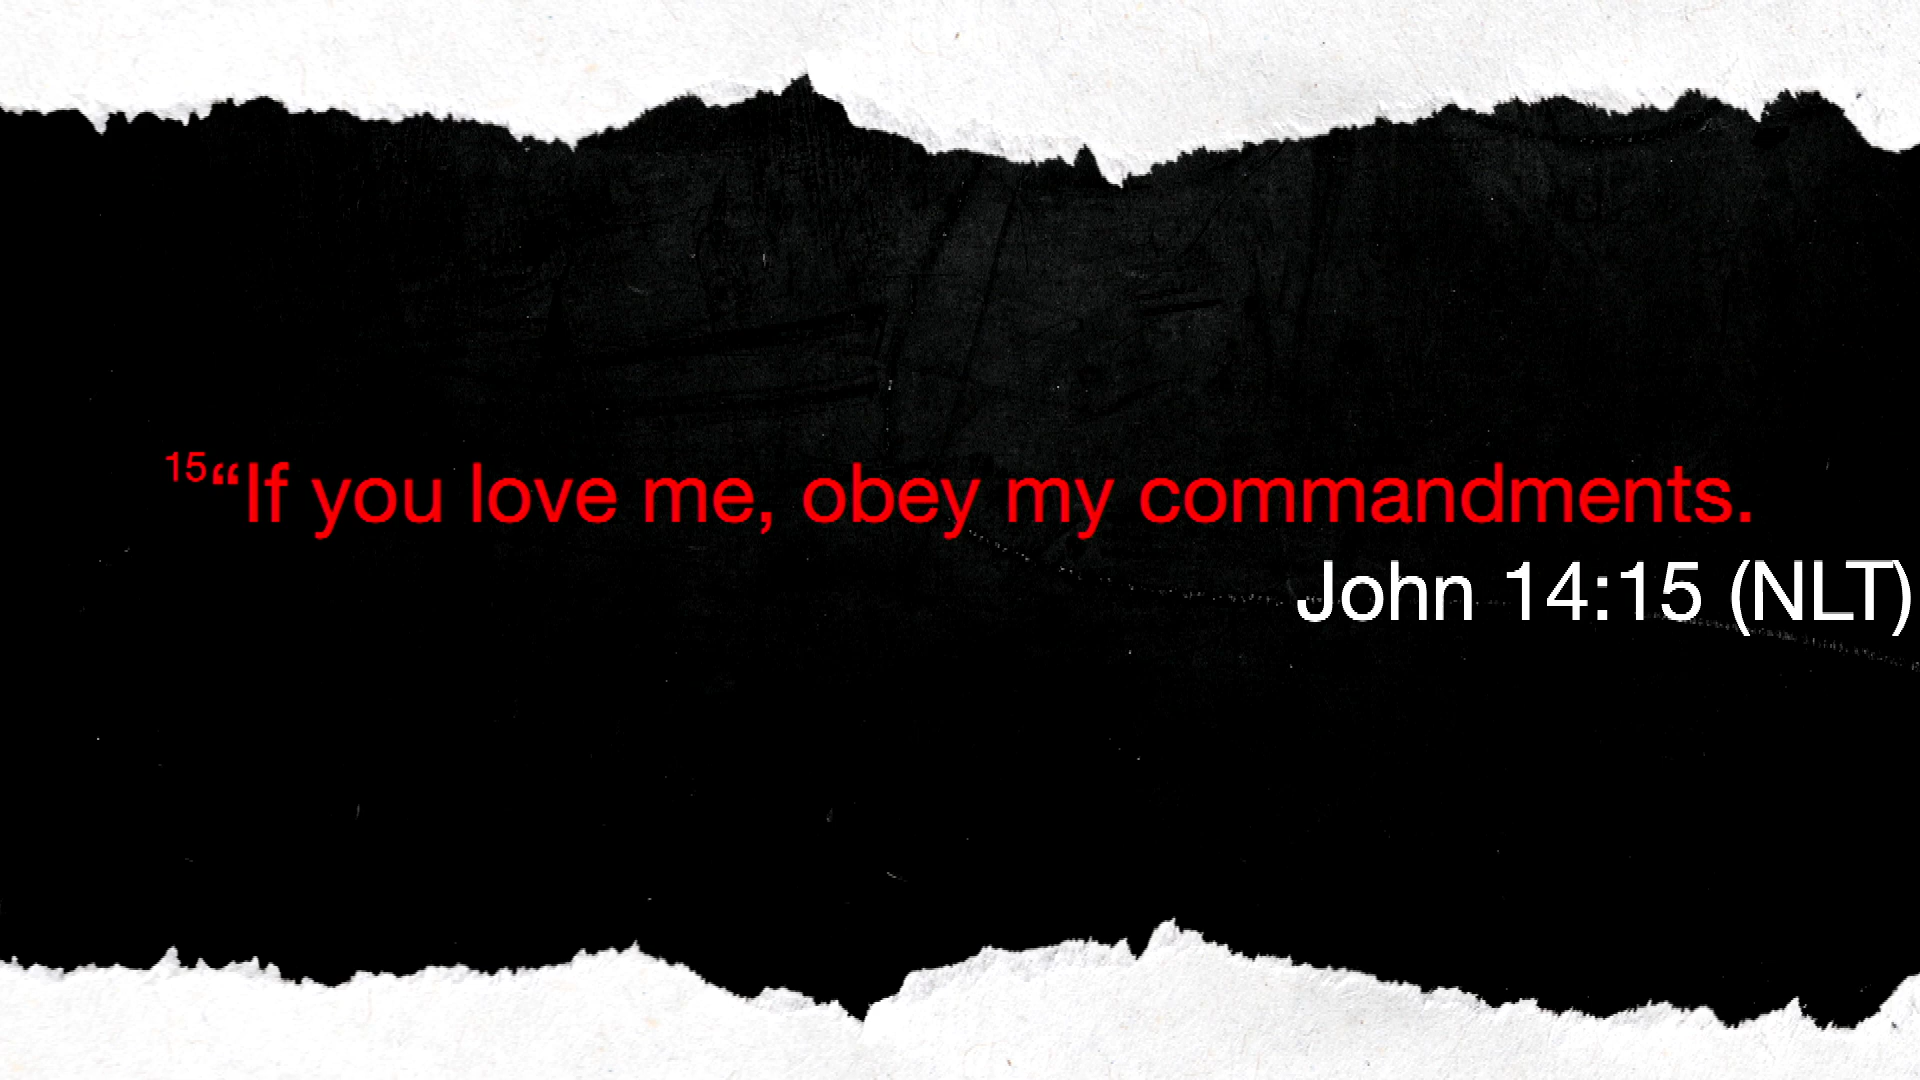 15“If you love me, obey my commandments.
John 14:15 (NLT)